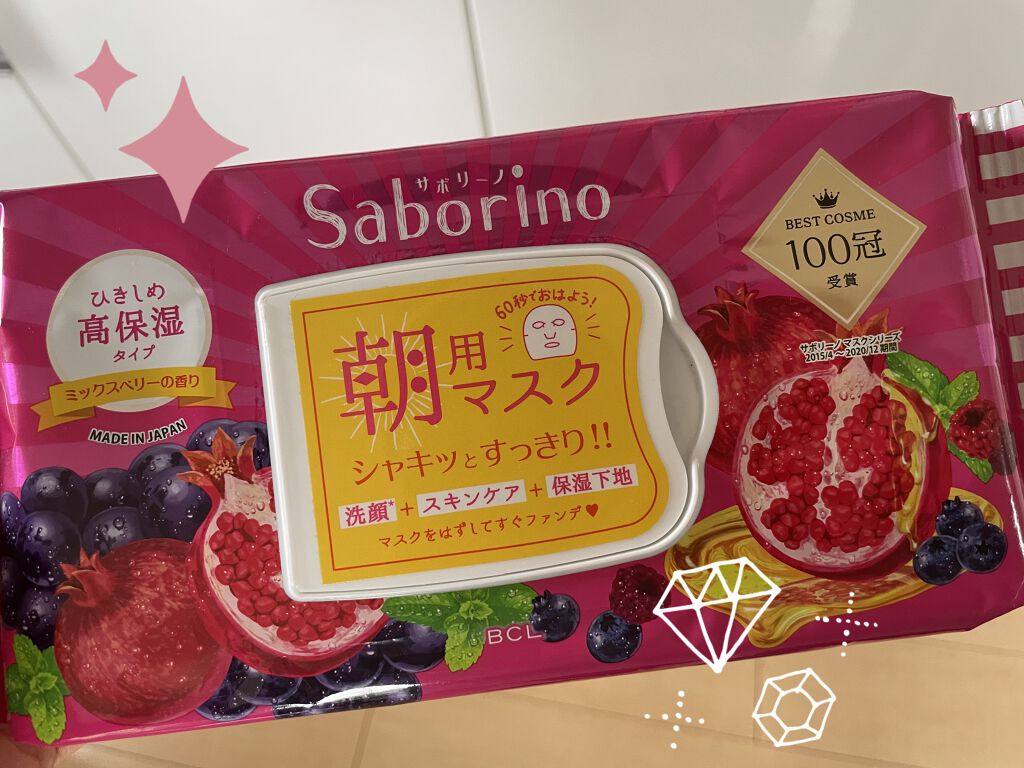 サボリーノ
Saborino
BEST COSME
100冠
受賞
サボリーノ マスクシリーズ
2015/4 〜2020/12 期間
ひきしめ
高保湿
タイプ
ミックスベリーの香り
MADE IN JAPAN
60秒でおはよう!
朝用
マスク
シャキッとすっきり!!
洗顔*+スキンケア+保湿下地
マスクをはずしてすぐファンデ♥
BCL